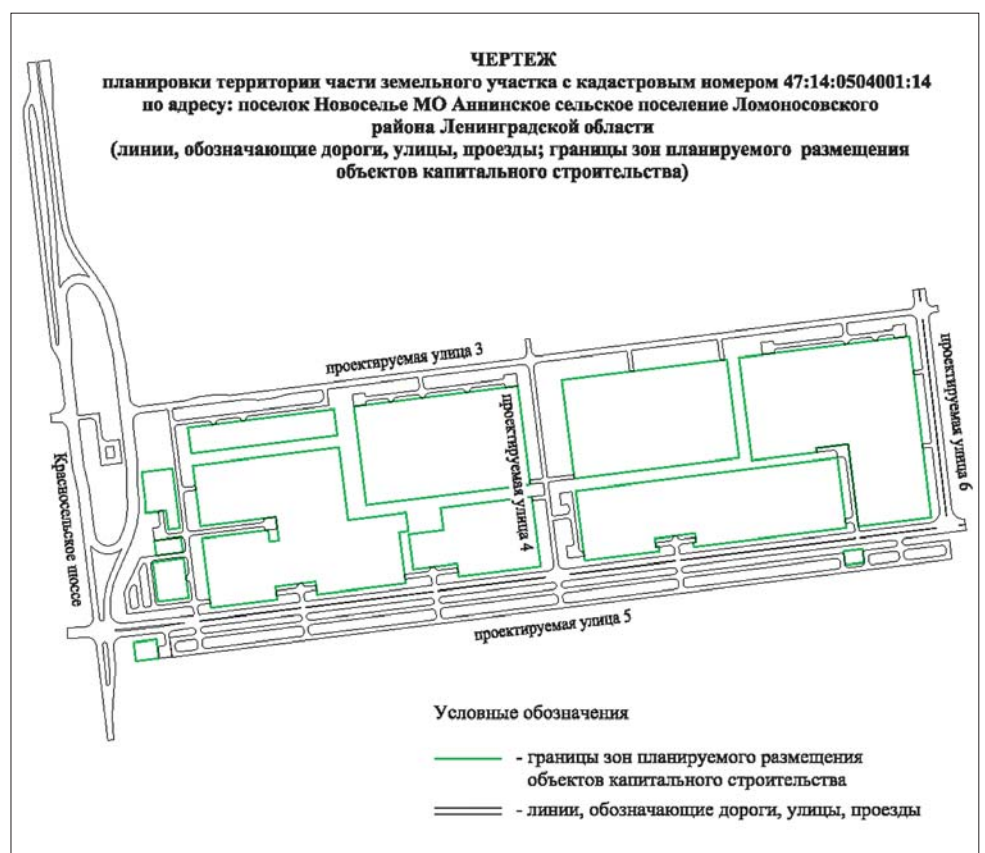 ЧЕРТЕЖ
планировки территории части земельного участка с кадастровым номером 47:14:0504001:14
по адресу: поселок Новоселье МО Аннинское сельское поселение Ломоносовского
района Ленинградской области
(линии, обозначающие дороги, улицы, проезды; границы зон планируемого размещения
объектов капитального строительства)
проектируемая улица 3
проектируемая улица 4
проектируемая улица 6
Красносельское шоссе
проектируемая улица 5
Условные обозначения
- границы зон планируемого размещения
объектов капитального строительства
- линии, обозначающие дороги, улицы, проезды